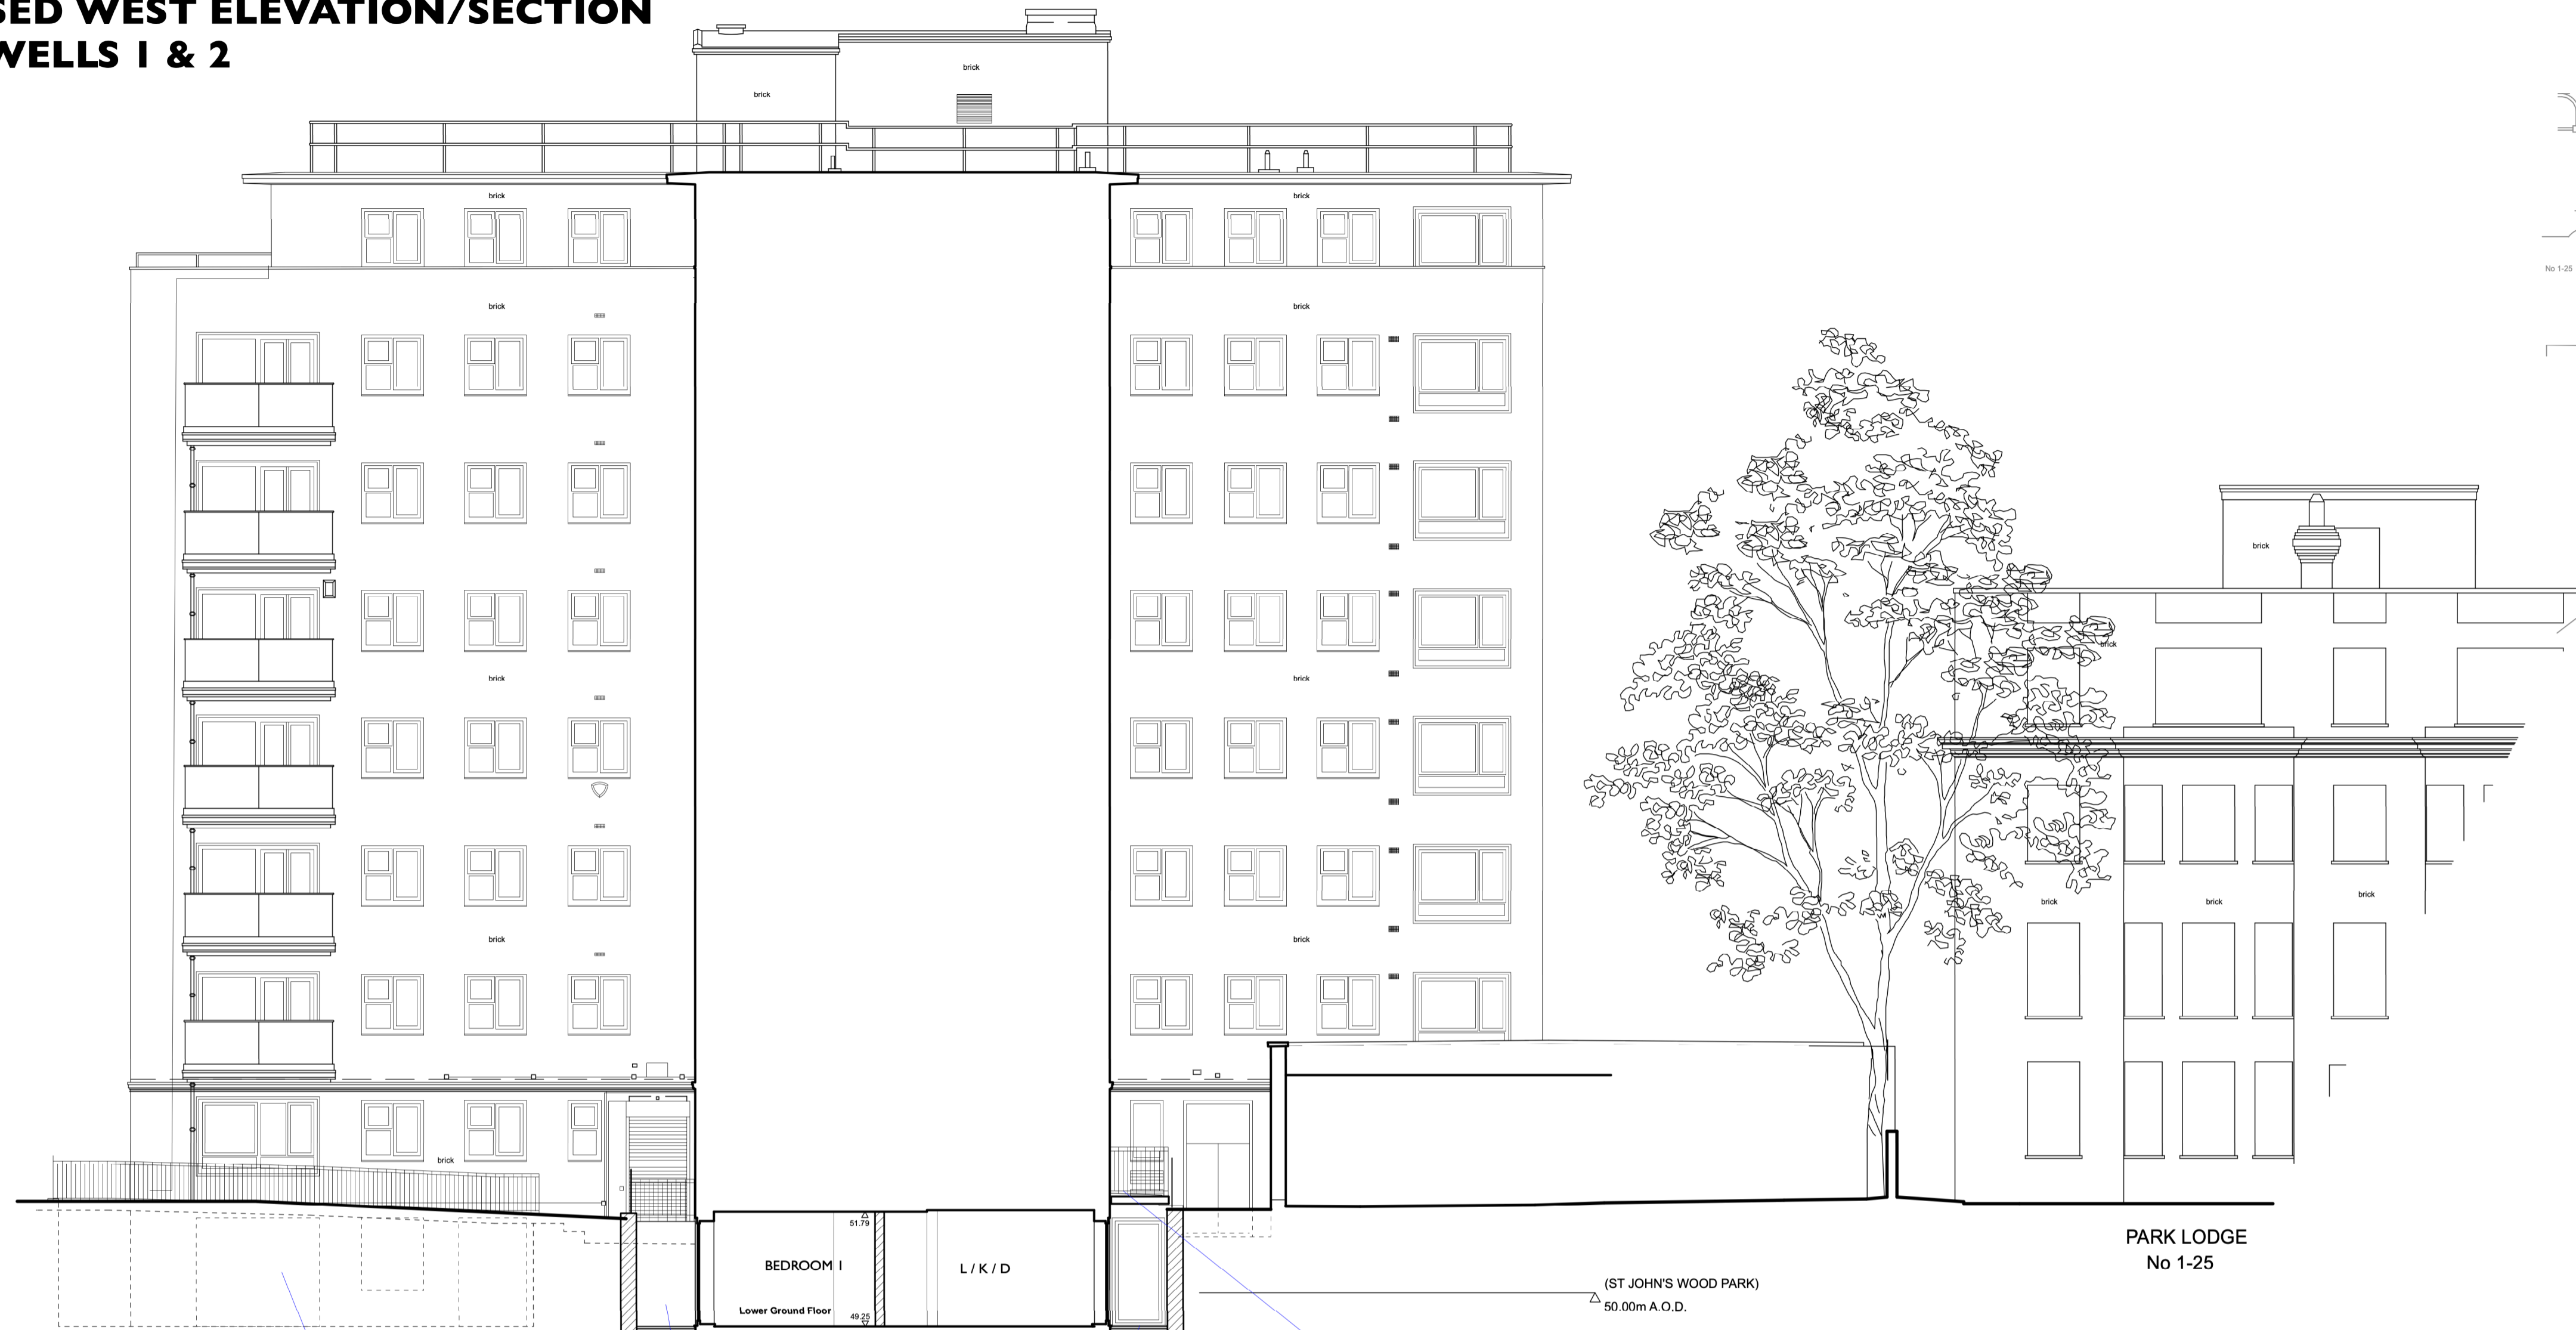 SED WEST ELEVATION/SECTION
WELLS 1 & 2
brick
brick
brick
brick
No 1-25
brick
brick
brick
brick
brick
brick
brick
brick
brick
brick
brick
brick
brick
51.79
BEDROOM 1
L / K / D
Lower Ground Floor
49.25
PARK LODGE
No 1-25
(ST JOHN'S WOOD PARK)
50.00m A.O.D.